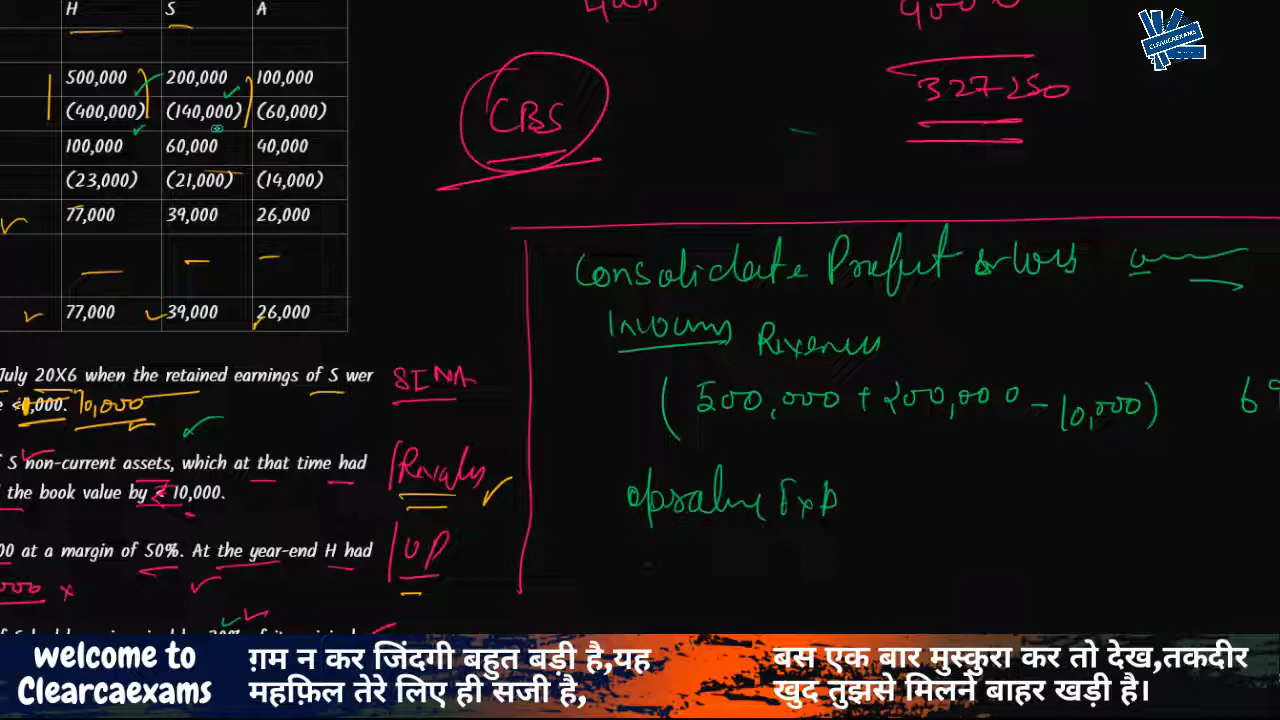 H S A
500,000 200,000 100,000
(400,000) (140,000) (60,000)
100,000 60,000 40,000
(23,000) (21,000) (14,000)
77,000 39,000 26,000
77,000 39,000 26,000
July 20X6 when the retained earnings of S wer
10,000
f S non-current assets, which at that time had
the book value by ₹ 10,000.
00 at a margin of 50%. At the year-end H had
000 x
SINA
UP
CBS
327250
CLEARCAEXAMS
Consolidate Profut & loss
Revenue
(500,000 + 200,000 - 10,000) 69
Exp
welcome to
Clearcaexams
ग़म न कर जिंदगी बहुत बड़ी है,यह
महफ़िल तेरे लिए ही सजी है,
बस एक बार मुस्कुरा कर तो देख,तकदीर
खुद तुझसे मिलने बाहर खड़ी है।